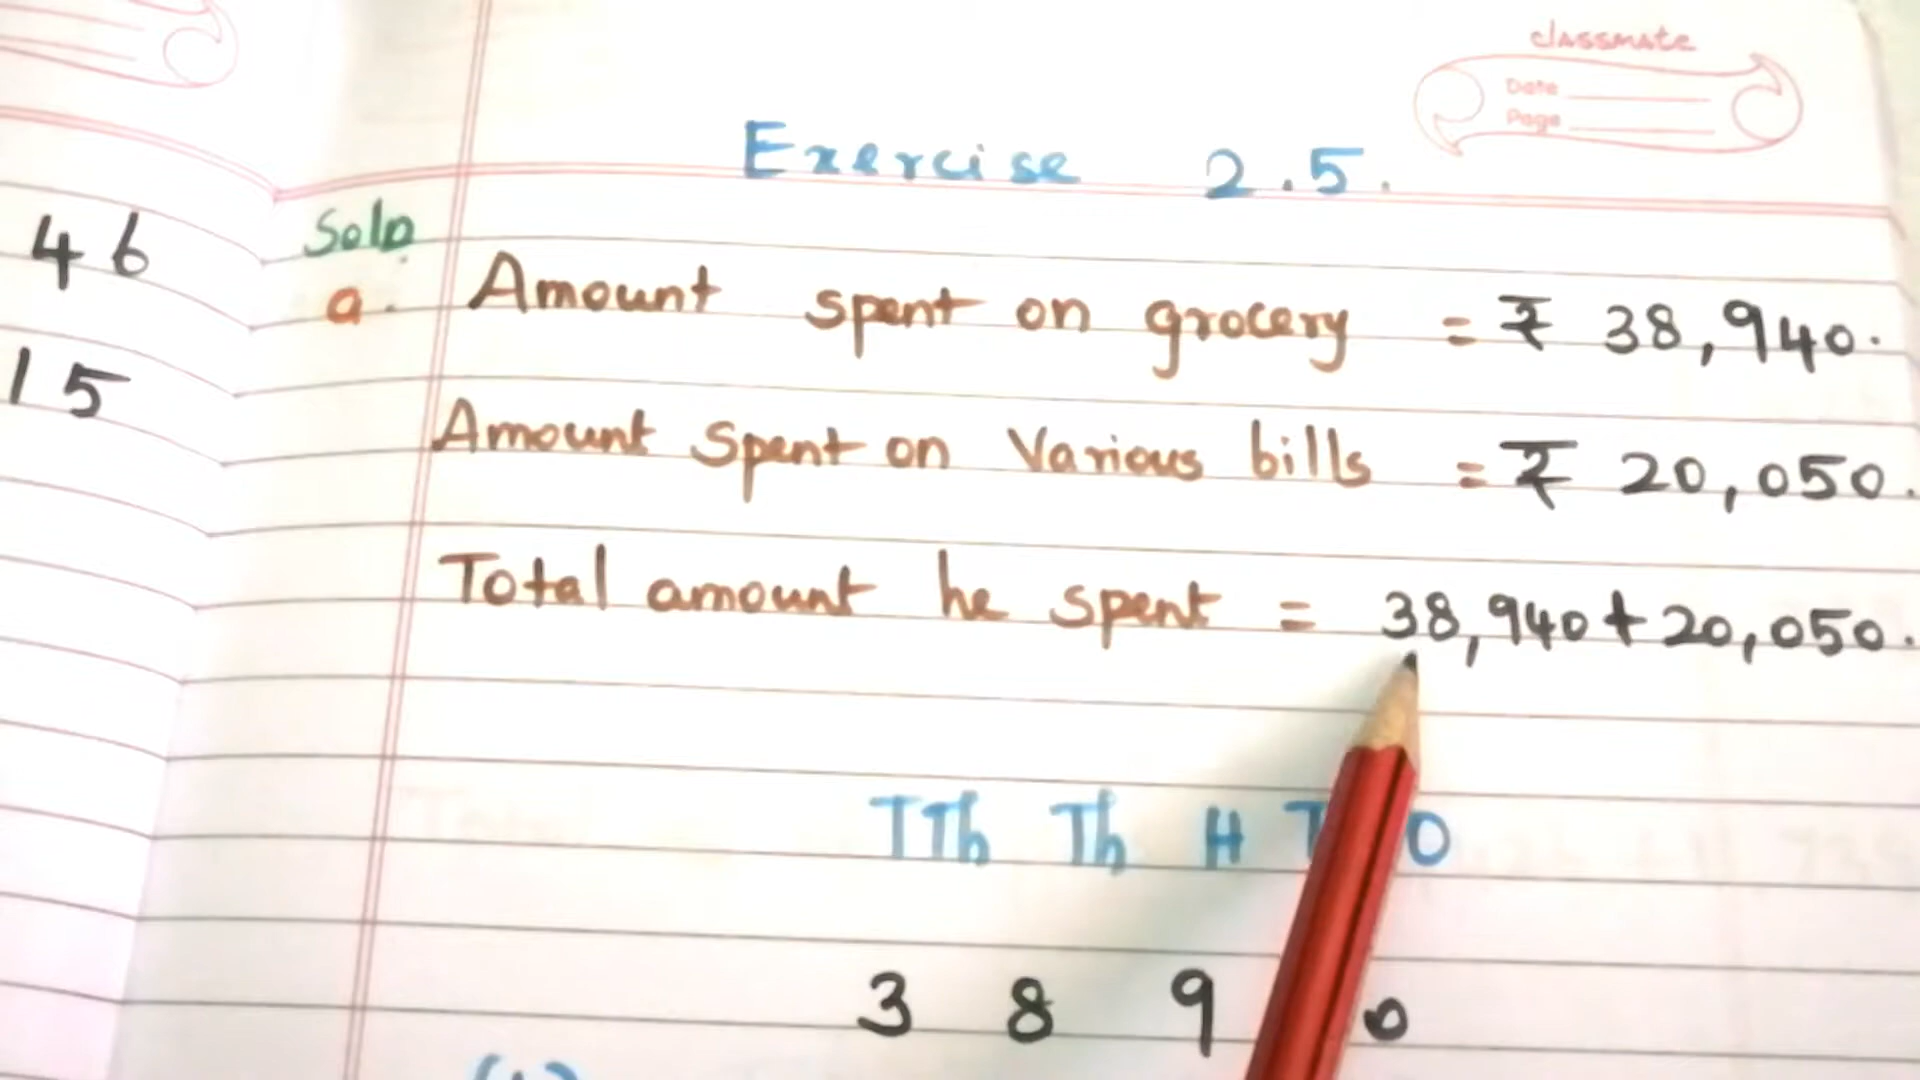 classmate
Date
Page
Exercise 2.5.
46
Soln.
a. Amount spent on grocery = ₹ 38,940.
15
Amount Spent on Various bills = ₹ 20,050.
Total amount he spent = 38,940+20,050.
TTh Th H T O
3 8 9 0